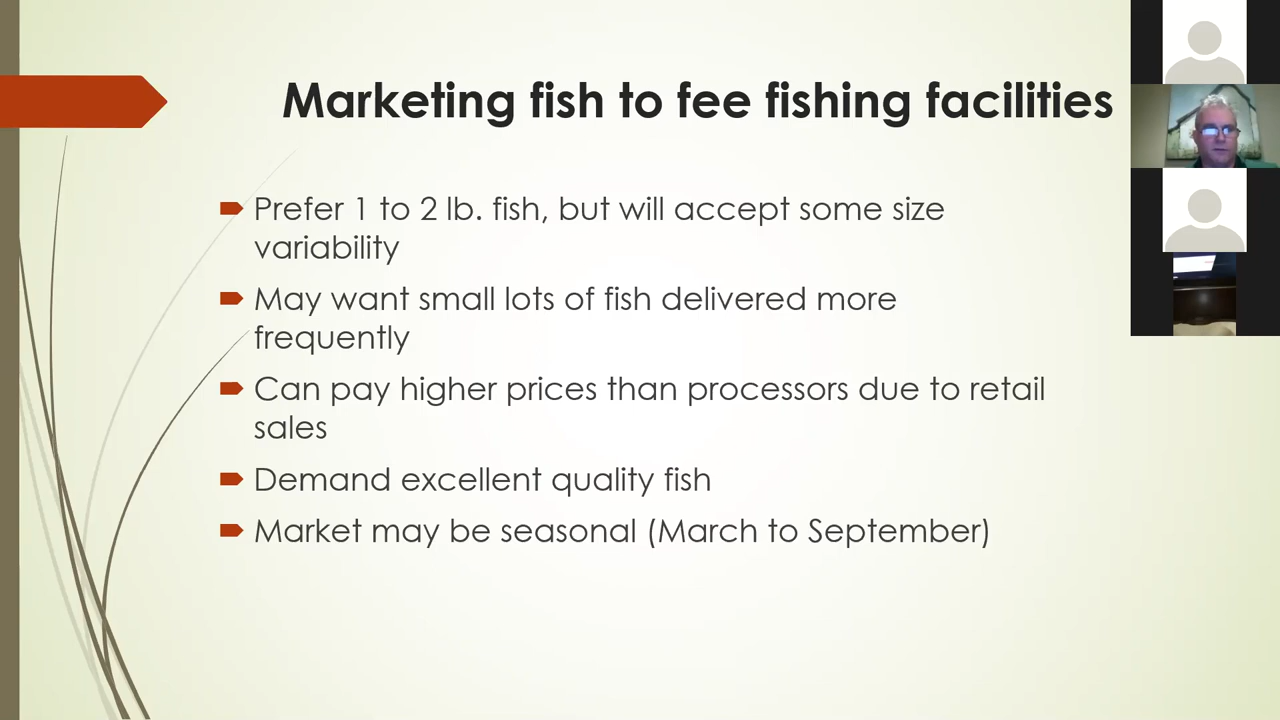 Marketing fish to fee fishing facilities
Prefer 1 to 2 lb. fish, but will accept some size
variability
May want small lots of fish delivered more
frequently
Can pay higher prices than processors due to retail
sales
Demand excellent quality fish
Market may be seasonal (March to September)